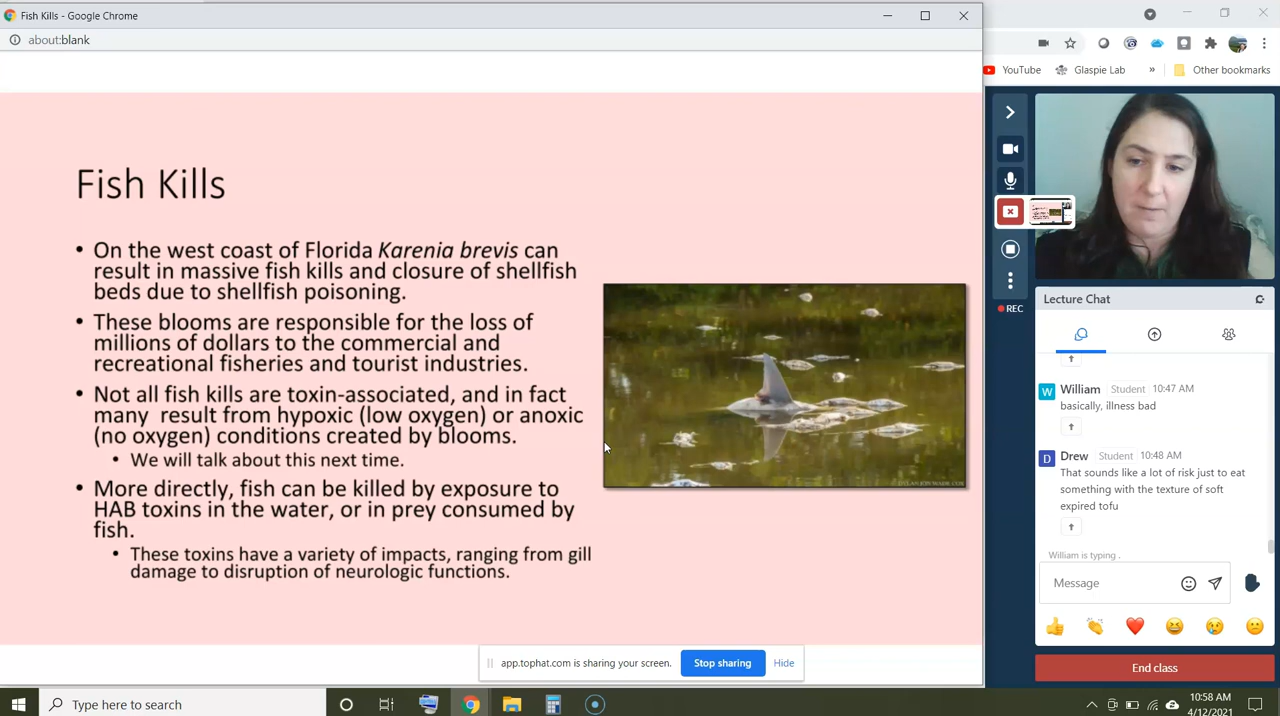 Fish Kills - Google Chrome
about:blank
Fish Kills
• On the west coast of Florida Karenia brevis can
result in massive fish kills and closure of shellfish
beds due to shellfish poisoning.
• These blooms are responsible for the loss of
millions of dollars to the commercial and
recreational fisheries and tourist industries.
• Not all fish kills are toxin-associated, and in fact
many result from hypoxic (low oxygen) or anoxic
(no oxygen) conditions created by blooms.
• We will talk about this next time.
• More directly, fish can be killed by exposure to
HAB toxins in the water, or in prey consumed by
fish.
• These toxins have a variety of impacts, ranging from gill
damage to disruption of neurologic functions.
app.tophat.com is sharing your screen.
Stop sharing
Hide
YouTube
Glaspie Lab
»
Other bookmarks
REC
Lecture Chat
W
William Student 10:47 AM
basically, illness bad
D
Drew Student 10:48 AM
That sounds like a lot of risk just to eat
something with the texture of soft
expired tofu
William is typing .
Message
End class
Type here to search
10:58 AM
4/12/2021